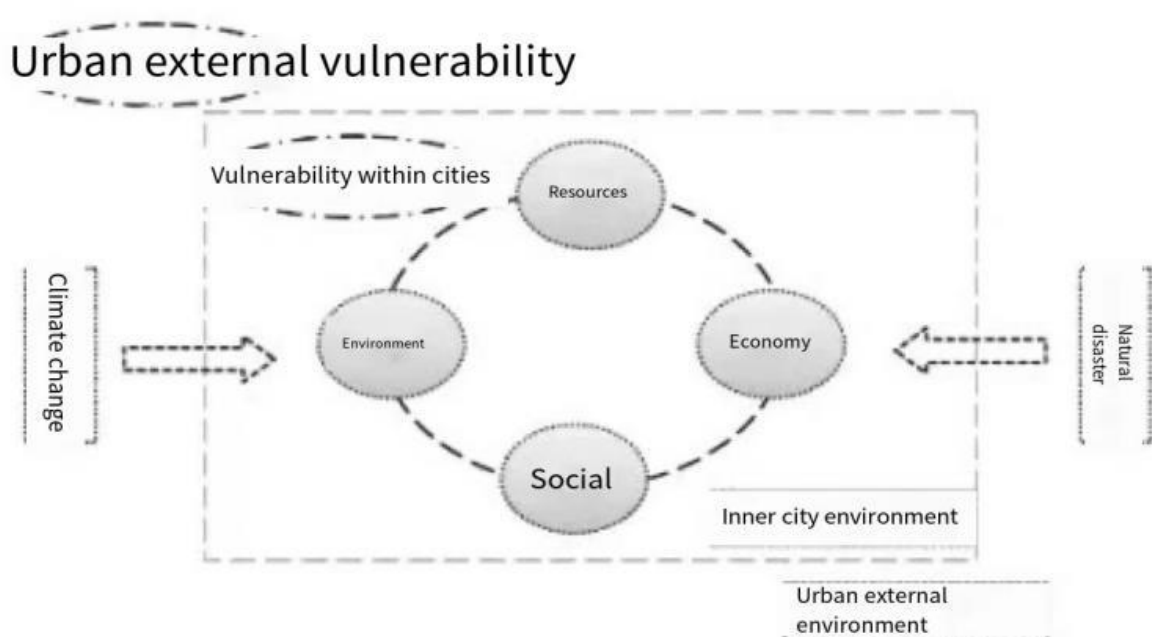 Urban external vulnerability
Vulnerability within cities
Resources
Climate change
Environment
Economy
Natural
disaster
Social
Inner city environment
Urban external
environment